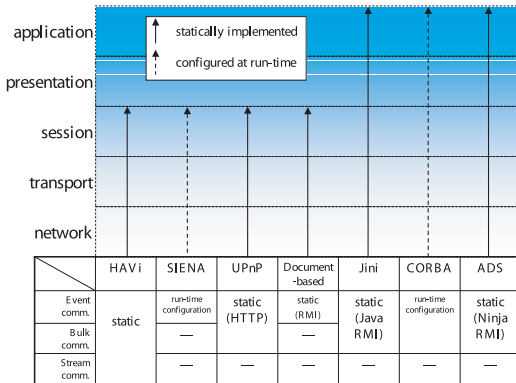 application
presentation
session
transport
network
statically implemented
configured at run-time
HAVi
SIENA
UPnP
Document
-based
Jini
CORBA
ADS
Event
comm.
Bulk
comm.
Stream
comm.
static
run-time
configuration
—
—
static
(HTTP)
—
static
(RMI)
—
—
static
(Java
RMI)
—
run-time
configuration
—
—
static
(Ninja
RMI)
—